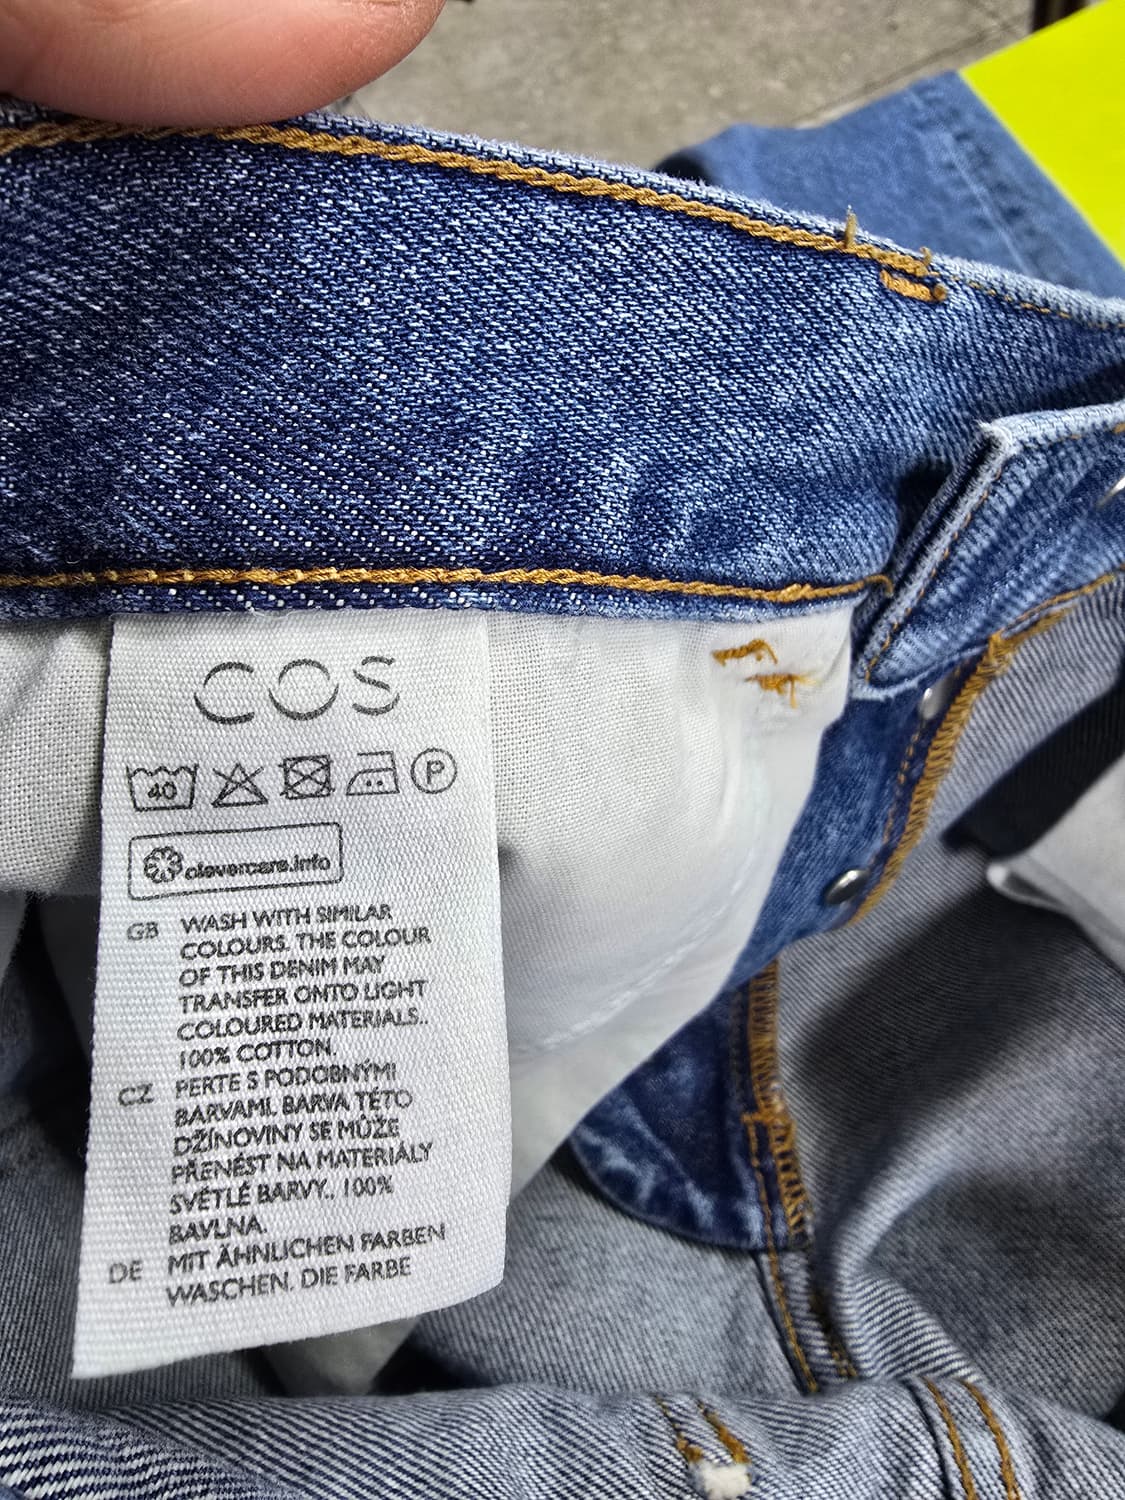 COS
40
P
clevercare.info
GB WASH WITH SIMILAR
COLOURS. THE COLOUR
OF THIS DENIM MAY
TRANSFER ONTO LIGHT
COLOURED MATERIALS..
100% COTTON.
CZ PERTE S PODOBNÝMI
BARVAMI. BARVA TÉTO
DŽÍNOVINY SE MŮŽE
PŘENÉST NA MATERIÁLY
SVĚTLÉ BARVY.. 100%
BAVLNA.
DE MIT ÄHNLICHEN FARBEN
WASCHEN. DIE FARBE